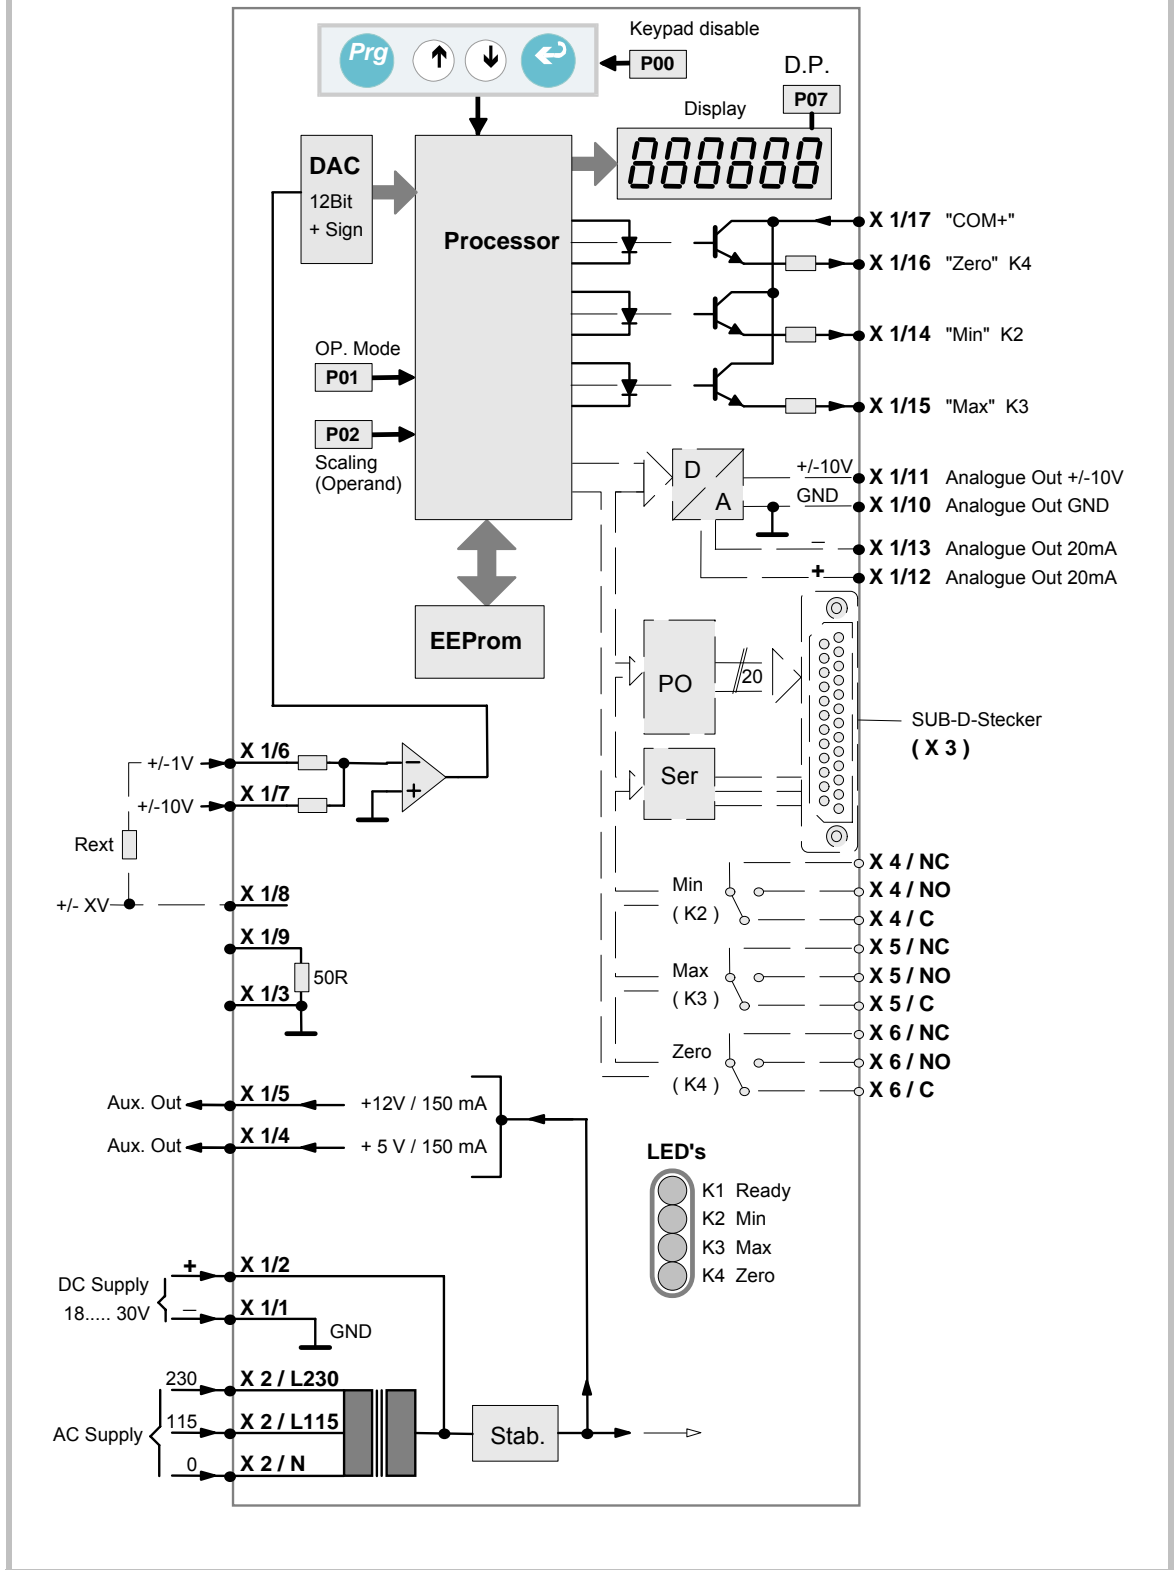 Keypad disable
Prg
P00
D.P.
P07
Display
888888
DAC
12Bit
+ Sign
Processor
X 1/17 "COM+"
X 1/16 "Zero" K4
X 1/14 "Min" K2
X 1/15 "Max" K3
OP. Mode
P01
P02
Scaling
(Operand)
D
A
+/-10V
X 1/11 Analogue Out +/-10V
GND
X 1/10 Analogue Out GND
–
X 1/13 Analogue Out 20mA
+
X 1/12 Analogue Out 20mA
EEProm
PO
20
SUB-D-Stecker
( X 3 )
Ser
+/-1V
X 1/6
+/-10V
X 1/7
–
+
Rext
+/- XV
X 1/8
X 1/9
50R
X 1/3
Min
( K2 )
X 4 / NC
X 4 / NO
X 4 / C
Max
( K3 )
X 5 / NC
X 5 / NO
X 5 / C
Zero
( K4 )
X 6 / NC
X 6 / NO
X 6 / C
Aux. Out
X 1/5
+12V / 150 mA
Aux. Out
X 1/4
+ 5 V / 150 mA
LED's
K1 Ready
K2 Min
K3 Max
K4 Zero
DC Supply
18..... 30V
+
X 1/2
–
X 1/1
GND
AC Supply
230
X 2 / L230
115
X 2 / L115
0
X 2 / N
Stab.